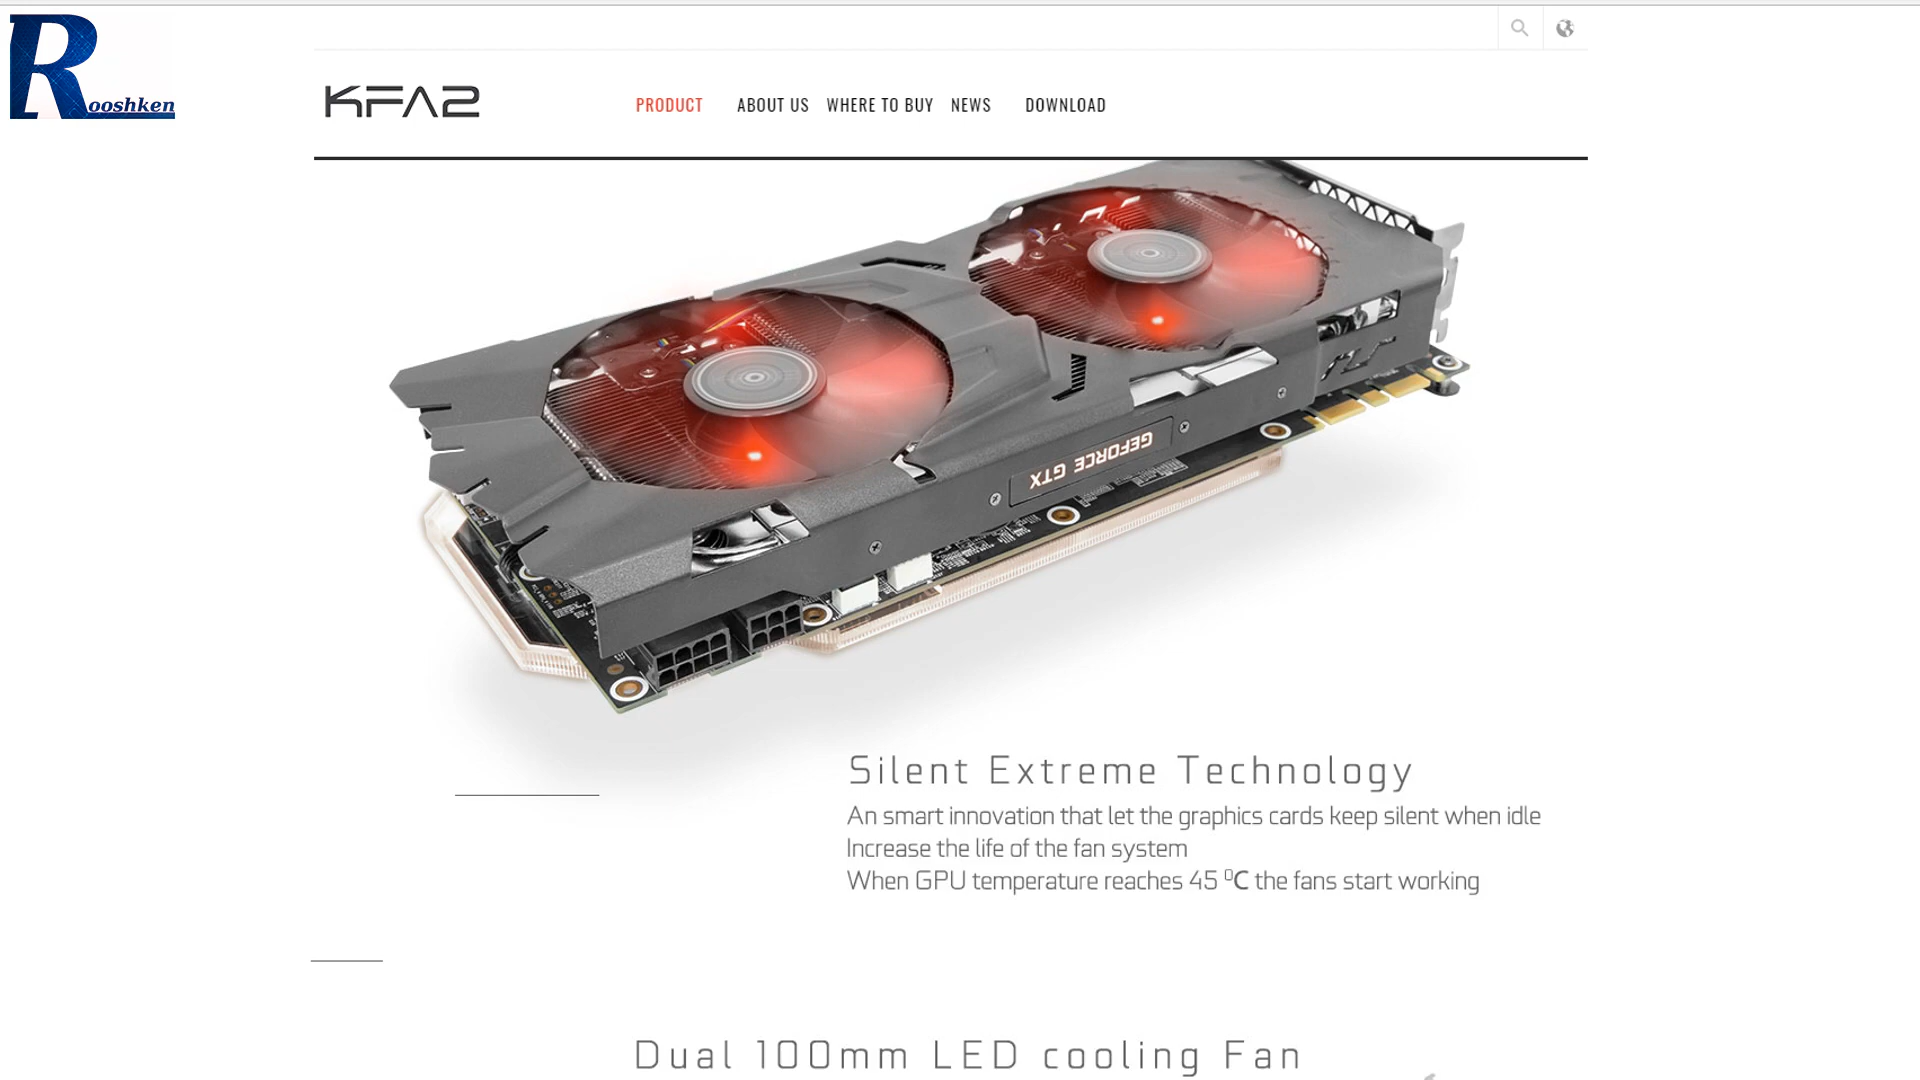 Rooshken
KFA2
PRODUCT ABOUT US WHERE TO BUY NEWS DOWNLOAD
GEFORCE GTX
Silent Extreme Technology
An smart innovation that let the graphics cards keep silent when idle
Increase the life of the fan system
When GPU temperature reaches 45 ⁰C the fans start working
Dual 100mm LED cooling Fan